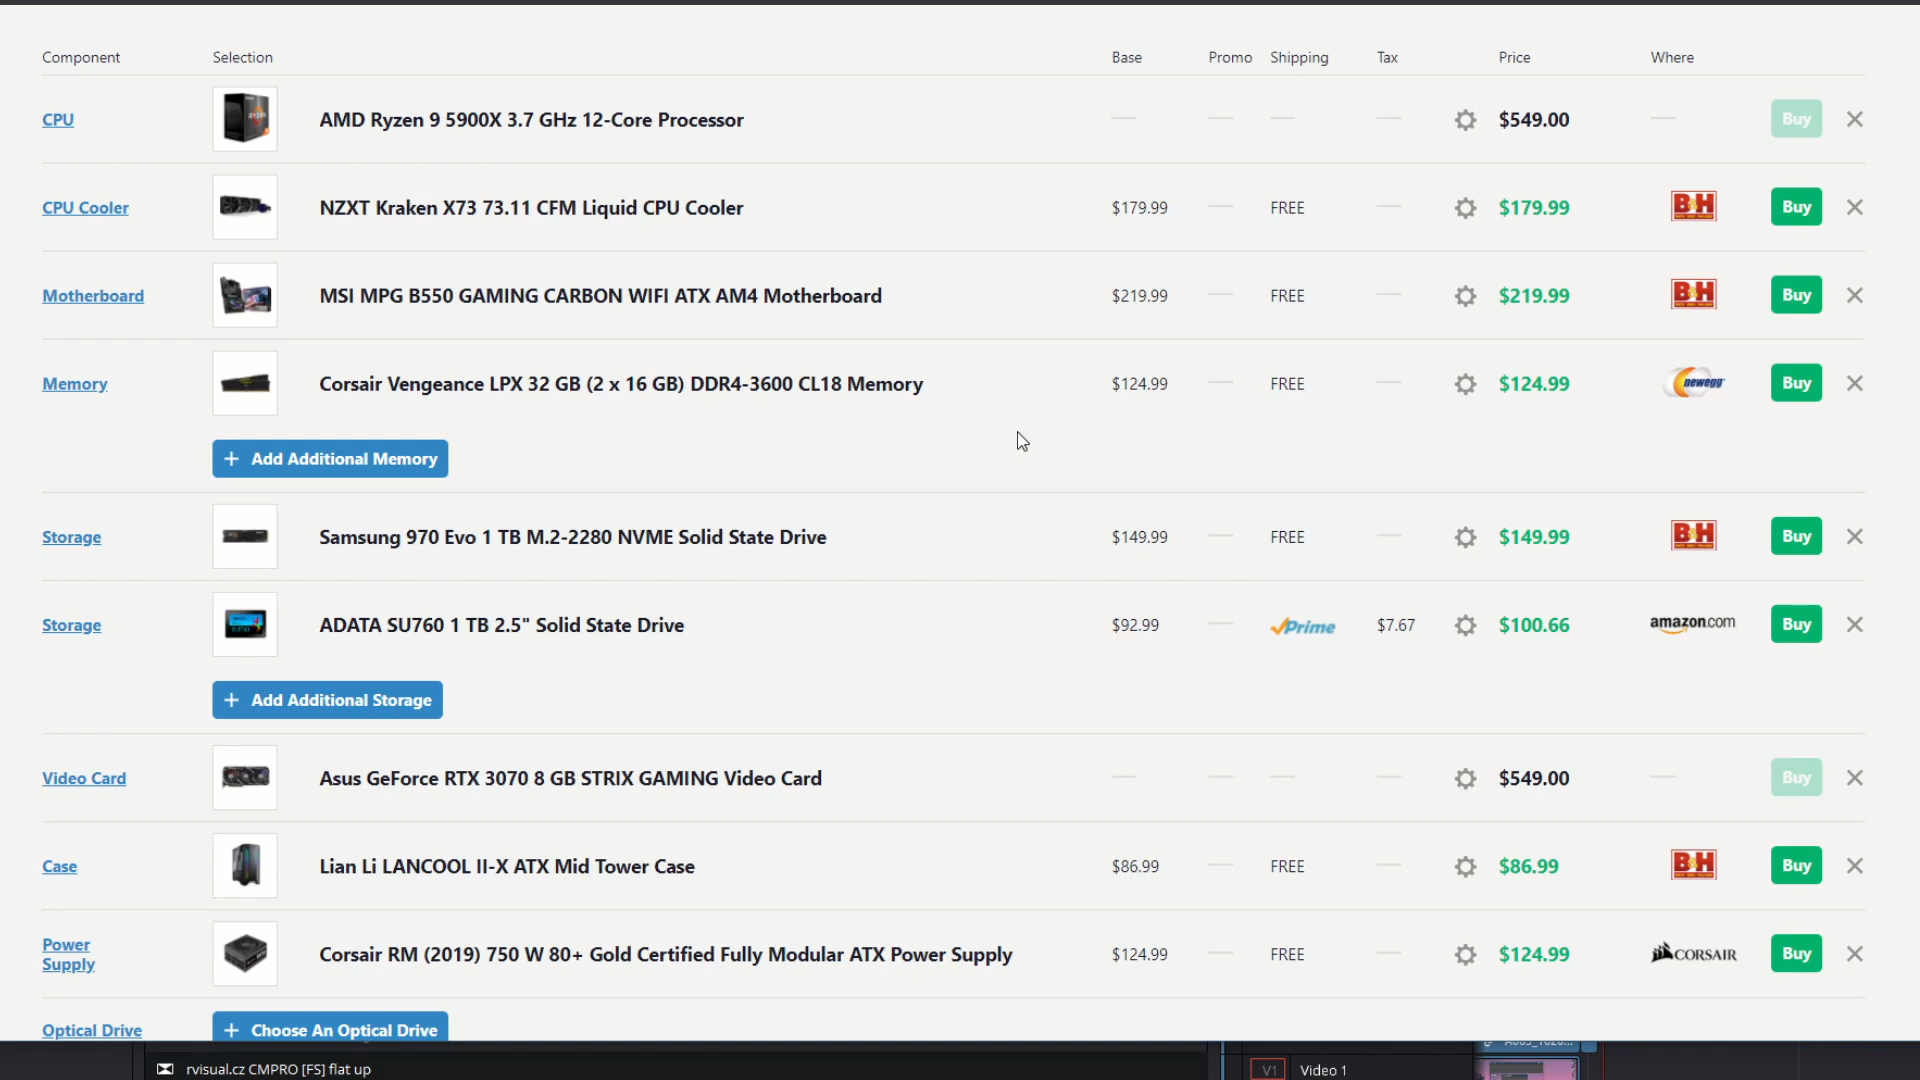 Component Selection Base Promo Shipping Tax Price Where
CPU AMD Ryzen 9 5900X 3.7 GHz 12-Core Processor — — — — $549.00 — Buy
CPU Cooler NZXT Kraken X73 73.11 CFM Liquid CPU Cooler $179.99 — FREE — $179.99 B&H Buy
Motherboard MSI MPG B550 GAMING CARBON WIFI ATX AM4 Motherboard $219.99 — FREE — $219.99 B&H Buy
Memory Corsair Vengeance LPX 32 GB (2 x 16 GB) DDR4-3600 CL18 Memory $124.99 — FREE — $124.99 newegg Buy
+ Add Additional Memory
Storage Samsung 970 Evo 1 TB M.2-2280 NVME Solid State Drive $149.99 — FREE — $149.99 B&H Buy
Storage ADATA SU760 1 TB 2.5" Solid State Drive $92.99 — Prime $7.67 $100.66 amazon.com Buy
+ Add Additional Storage
Video Card Asus GeForce RTX 3070 8 GB STRIX GAMING Video Card — — — — $549.00 — Buy
Case Lian Li LANCOOL II-X ATX Mid Tower Case $86.99 — FREE — $86.99 B&H Buy
Power Supply Corsair RM (2019) 750 W 80+ Gold Certified Fully Modular ATX Power Supply $124.99 — FREE — $124.99 CORSAIR Buy
Optical Drive + Choose An Optical Drive
rvisual.cz CMPRO [FS] flat up V1 Video 1